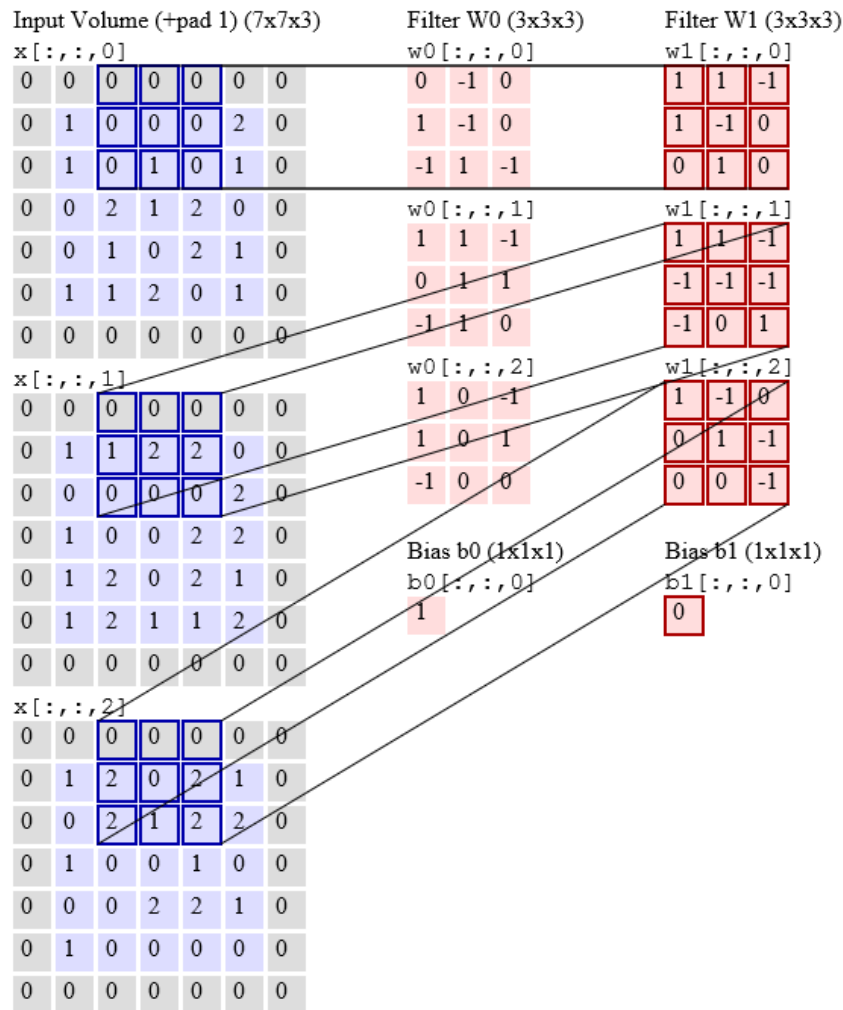 Input Volume (+pad 1) (7x7x3)
x[:,:,0]
0 0 0 0 0 0 0
0 1 0 0 0 2 0
0 1 0 1 0 1 0
0 0 2 1 2 0 0
0 0 1 0 2 1 0
0 1 1 2 0 1 0
0 0 0 0 0 0 0
x[:,:,1]
0 0 0 0 0 0 0
0 1 1 2 2 0 0
0 0 0 0 0 2 0
0 1 0 0 2 2 0
0 1 2 0 2 1 0
0 1 2 1 1 2 0
0 0 0 0 0 0 0
x[:,:,2]
0 0 0 0 0 0 0
0 1 2 0 2 1 0
0 0 2 1 2 2 0
0 1 0 0 1 0 0
0 0 0 2 2 1 0
0 1 0 0 0 0 0
0 0 0 0 0 0 0
Filter W0 (3x3x3)
w0[:,:,0]
0 -1 0
1 -1 0
-1 1 -1
w0[:,:,1]
1 1 -1
0 1 1
-1 1 0
w0[:,:,2]
1 0 -1
1 0 1
-1 0 0
Bias b0 (1x1x1)
b0[:,:,0]
1
Filter W1 (3x3x3)
w1[:,:,0]
1 1 -1
1 -1 0
0 1 0
w1[:,:,1]
1 1 -1
-1 -1 -1
-1 0 1
w1[:,:,2]
1 -1 0
0 1 -1
0 0 -1
Bias b1 (1x1x1)
b1[:,:,0]
0